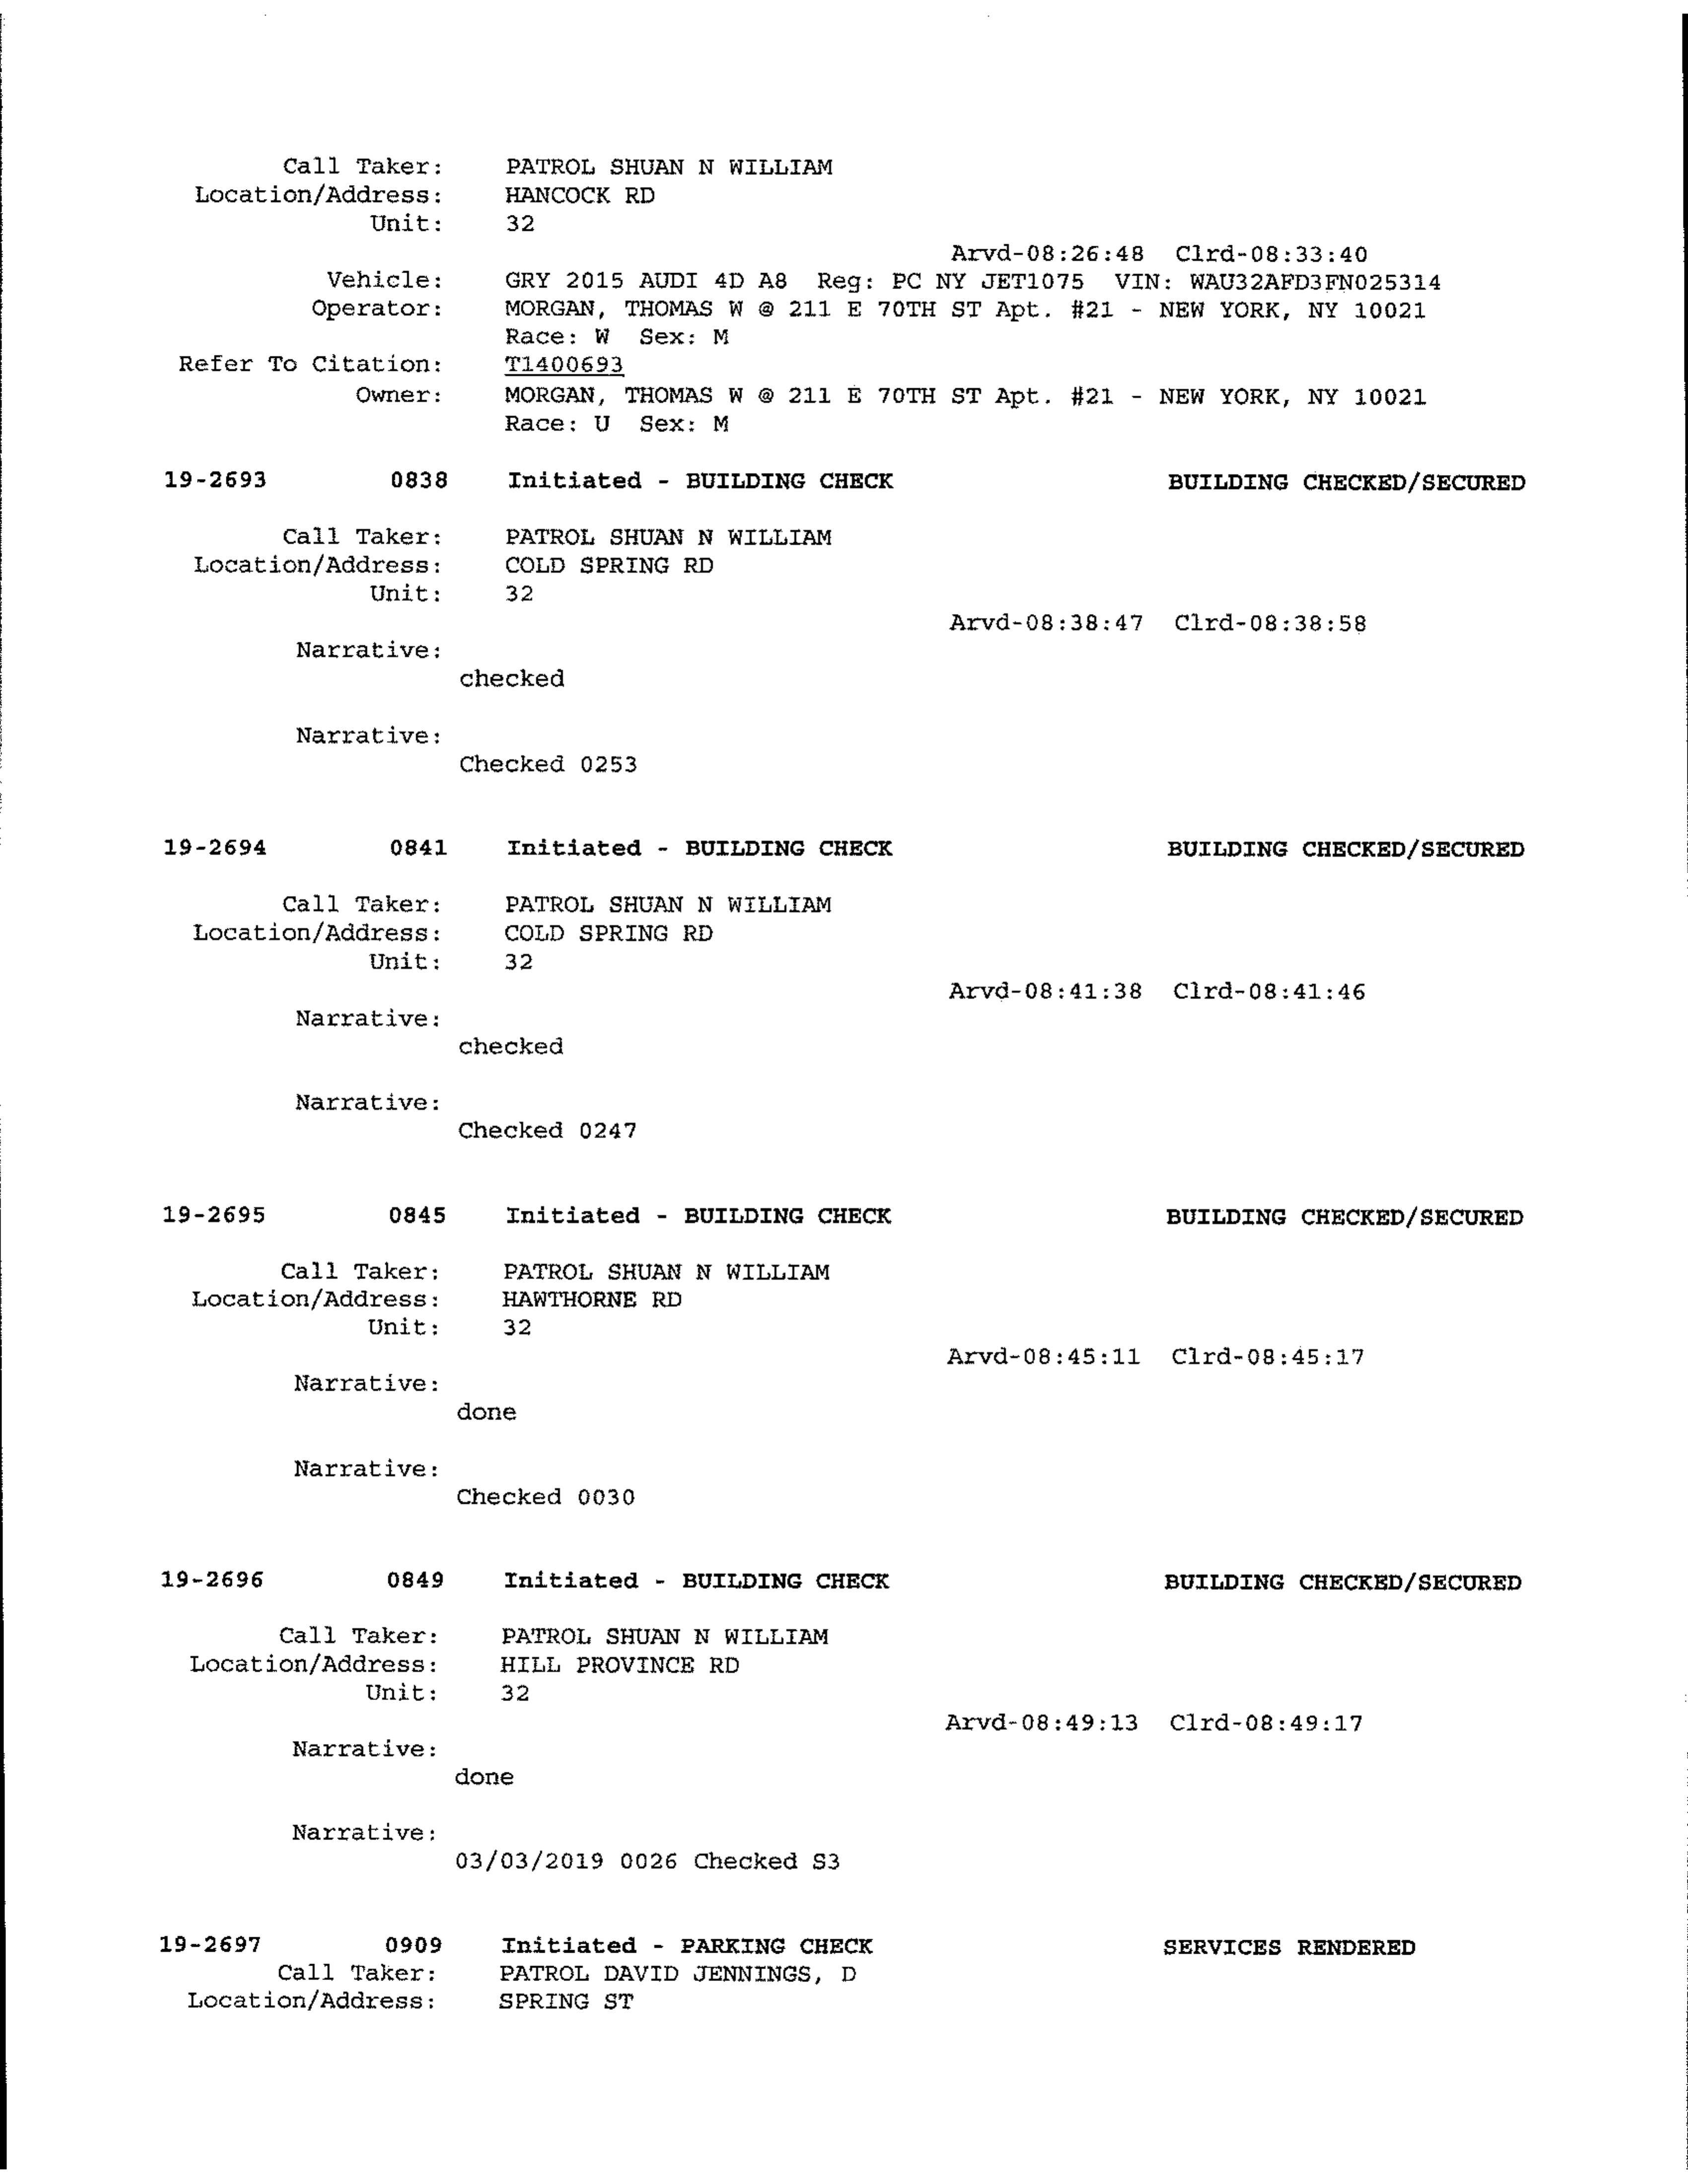 Call Taker: PATROL SHUAN N WILLIAM
Location/Address: HANCOCK RD
Unit: 32
Arvd-08:26:48 Clrd-08:33:40
Vehicle: GRY 2015 AUDI 4D A8 Reg: PC NY JET1075 VIN: WAU32AFD3FN025314
Operator: MORGAN, THOMAS W @ 211 E 70TH ST Apt. #21 - NEW YORK, NY 10021
Race: W Sex: M
Refer To Citation: T1400693
Owner: MORGAN, THOMAS W @ 211 E 70TH ST Apt. #21 - NEW YORK, NY 10021
Race: U Sex: M
19-2693 0838 Initiated - BUILDING CHECK BUILDING CHECKED/SECURED
Call Taker: PATROL SHUAN N WILLIAM
Location/Address: COLD SPRING RD
Unit: 32
Arvd-08:38:47 Clrd-08:38:58
Narrative:
checked
Narrative:
Checked 0253
19-2694 0841 Initiated - BUILDING CHECK BUILDING CHECKED/SECURED
Call Taker: PATROL SHUAN N WILLIAM
Location/Address: COLD SPRING RD
Unit: 32
Arvd-08:41:38 Clrd-08:41:46
Narrative:
checked
Narrative:
Checked 0247
19-2695 0845 Initiated - BUILDING CHECK BUILDING CHECKED/SECURED
Call Taker: PATROL SHUAN N WILLIAM
Location/Address: HAWTHORNE RD
Unit: 32
Arvd-08:45:11 Clrd-08:45:17
Narrative:
done
Narrative:
Checked 0030
19-2696 0849 Initiated - BUILDING CHECK BUILDING CHECKED/SECURED
Call Taker: PATROL SHUAN N WILLIAM
Location/Address: HILL PROVINCE RD
Unit: 32
Arvd-08:49:13 Clrd-08:49:17
Narrative:
done
Narrative:
03/03/2019 0026 Checked S3
19-2697 0909 Initiated - PARKING CHECK SERVICES RENDERED
Call Taker: PATROL DAVID JENNINGS, D
Location/Address: SPRING ST